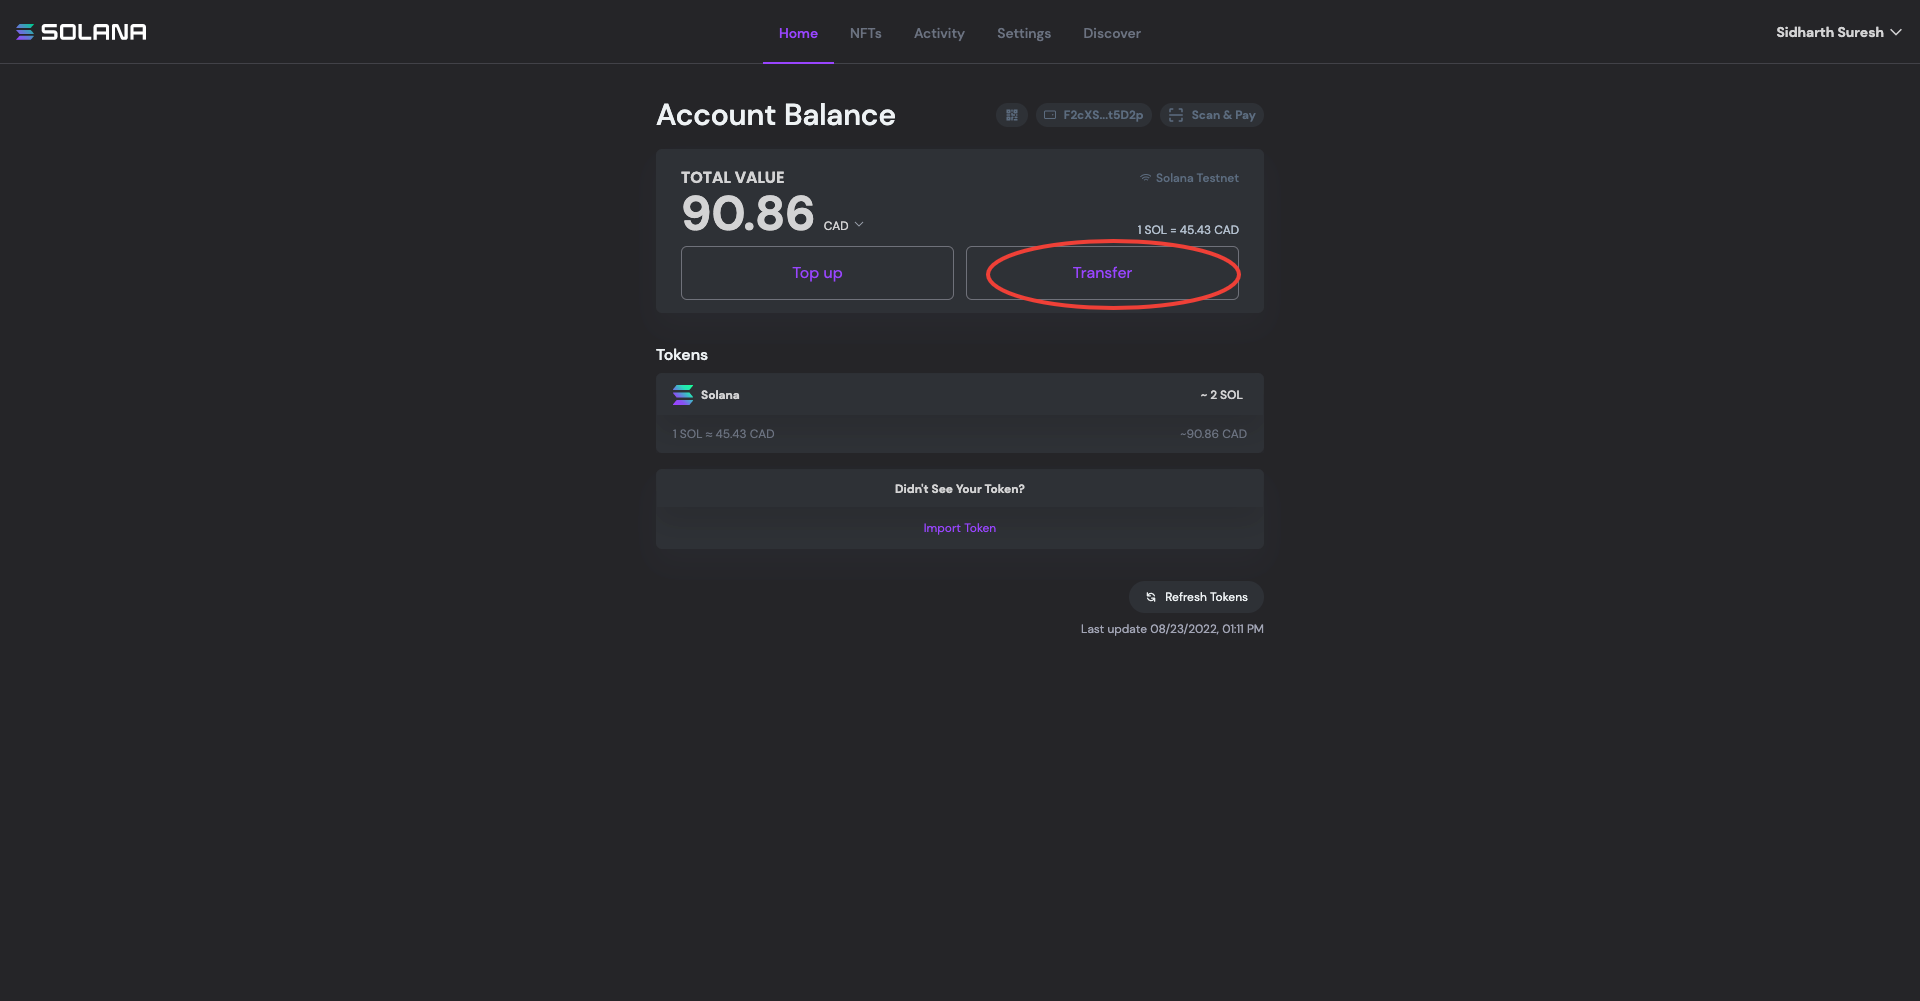 SOLANA
Home NFTs Activity Settings Discover
Sidharth Suresh
Account Balance
F2cXS...t5D2p
Scan & Pay
TOTAL VALUE
Solana Testnet
90.86 CAD
1 SOL = 45.43 CAD
Top up
Transfer
Tokens
Solana
~ 2 SOL
1 SOL ≈ 45.43 CAD
~90.86 CAD
Didn't See Your Token?
Import Token
Refresh Tokens
Last update 08/23/2022, 01:11 PM